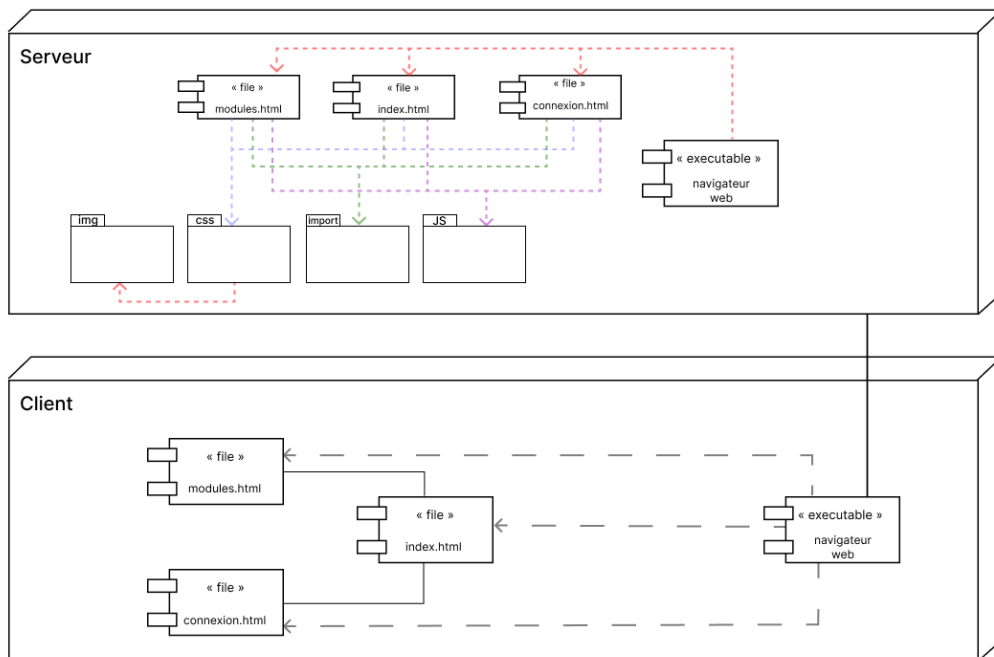 Serveur
« file »
modules.html
« file »
index.html
« file »
connexion.html
« executable »
navigateur
web
img
css
import
JS
Client
« file »
modules.html
« file »
index.html
« executable »
navigateur
web
« file »
connexion.html